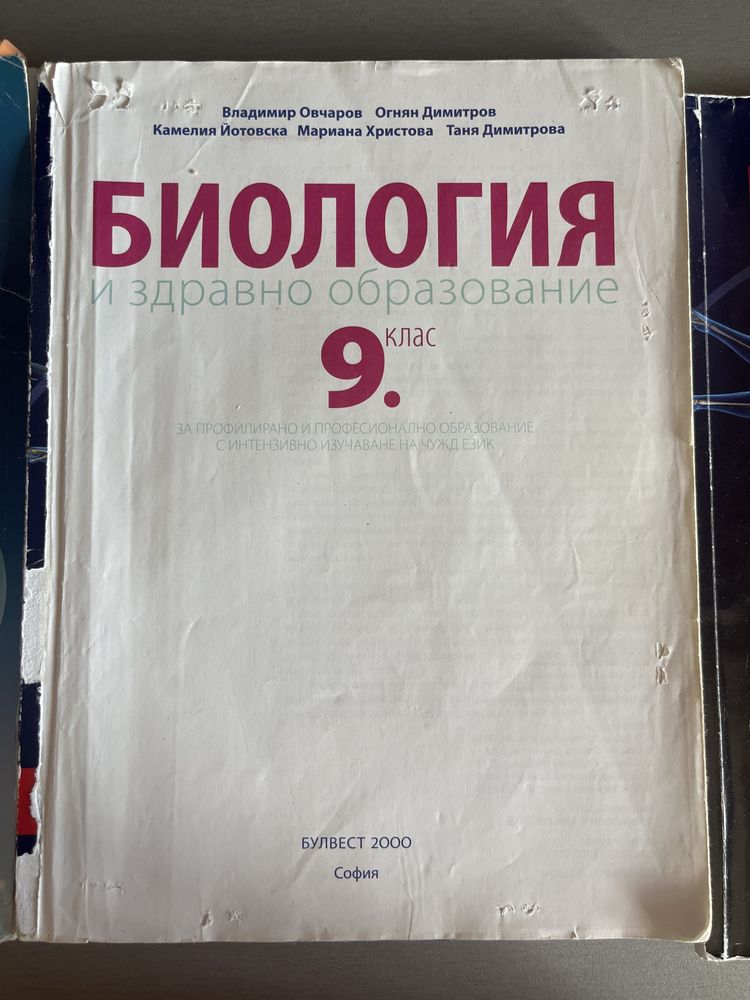 Владимир Овчаров Огнян Димитров
Камелия Йотовска Мариана Христова Таня Димитрова
БИОЛОГИЯ
и здравно образование
9. клас
ЗА ПРОФИЛИРАНО И ПРОФЕСИОНАЛНО ОБРАЗОВАНИЕ
С ИНТЕНЗИВНО ИЗУЧАВАНЕ НА ЧУЖД ЕЗИК
БУЛВЕСТ 2000
София